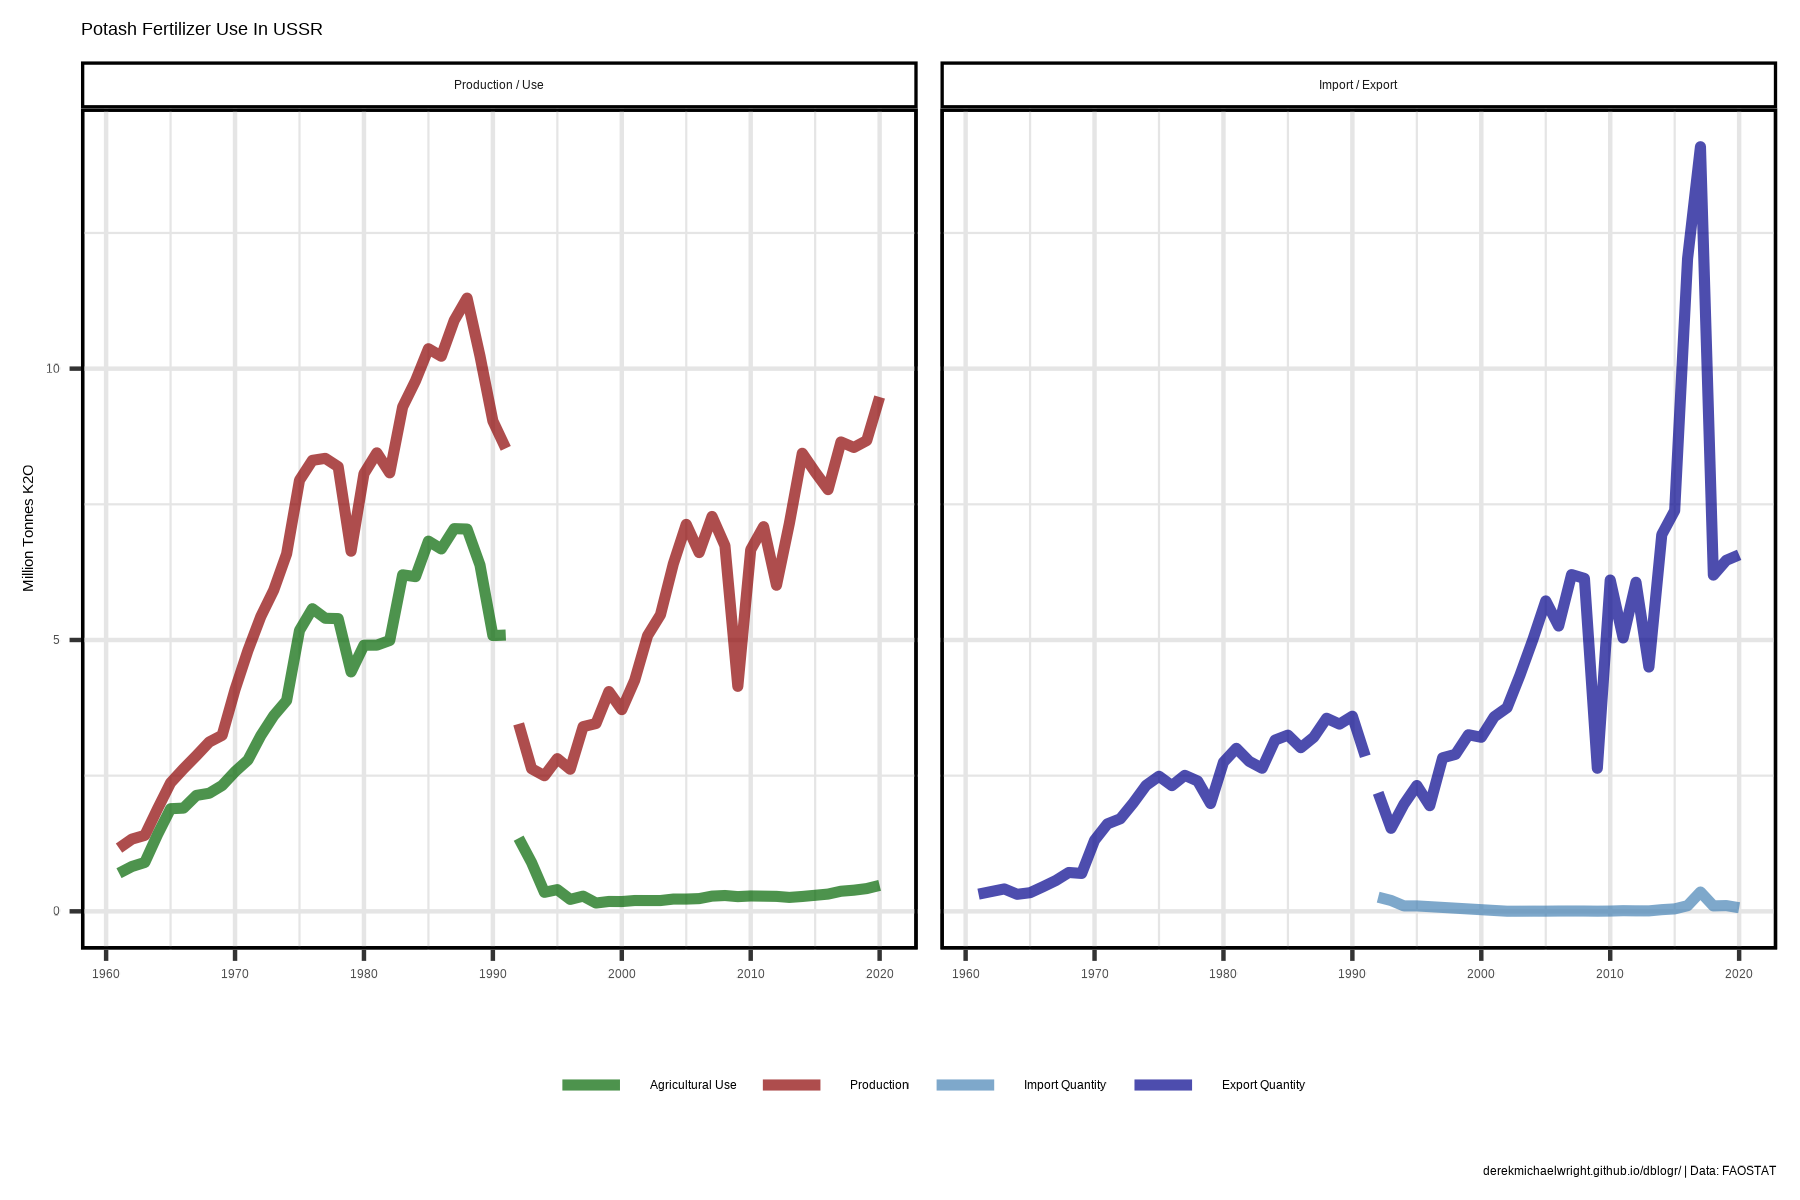 Potash Fertilizer Use In USSR
Production / Use
Import / Export
Million Tonnes K2O
10
5
0
1960 1970 1980 1990 2000 2010 2020
1960 1970 1980 1990 2000 2010 2020
Agricultural Use Production Import Quantity Export Quantity
derekmichaelwright.github.io/dblogr/ | Data: FAOSTAT